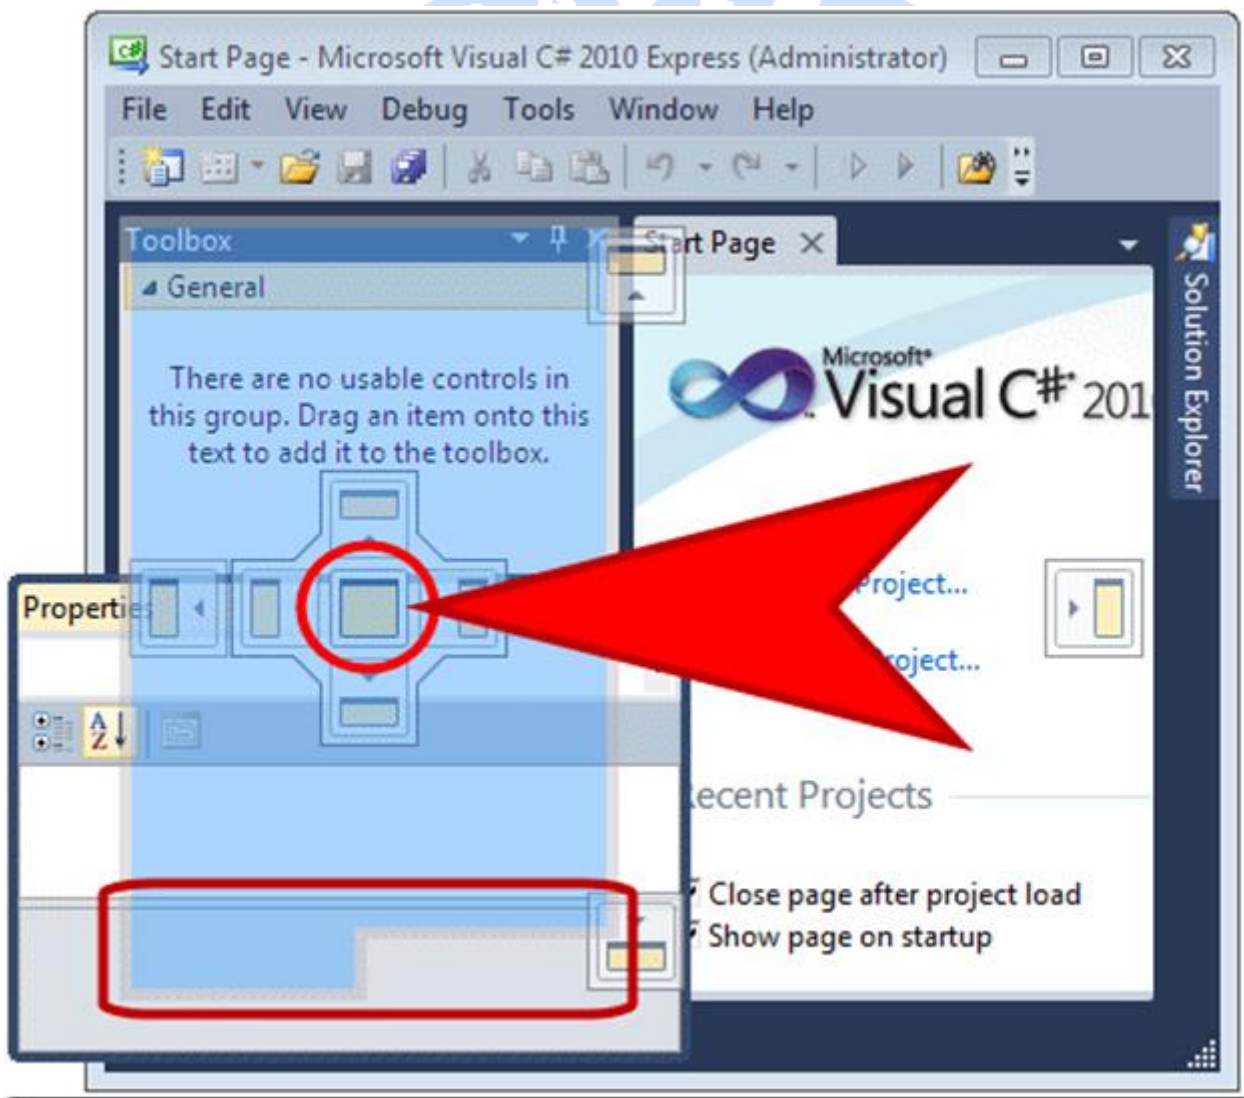 Start Page - Microsoft Visual C# 2010 Express (Administrator)
File Edit View Debug Tools Window Help
Toolbox
Start Page
General
Solution Explorer
There are no usable controls in
this group. Drag an item onto this
text to add it to the toolbox.
Microsoft®
Visual C# 201
Properties
Project...
Project...
A
Z
Recent Projects
Close page after project load
Show page on startup